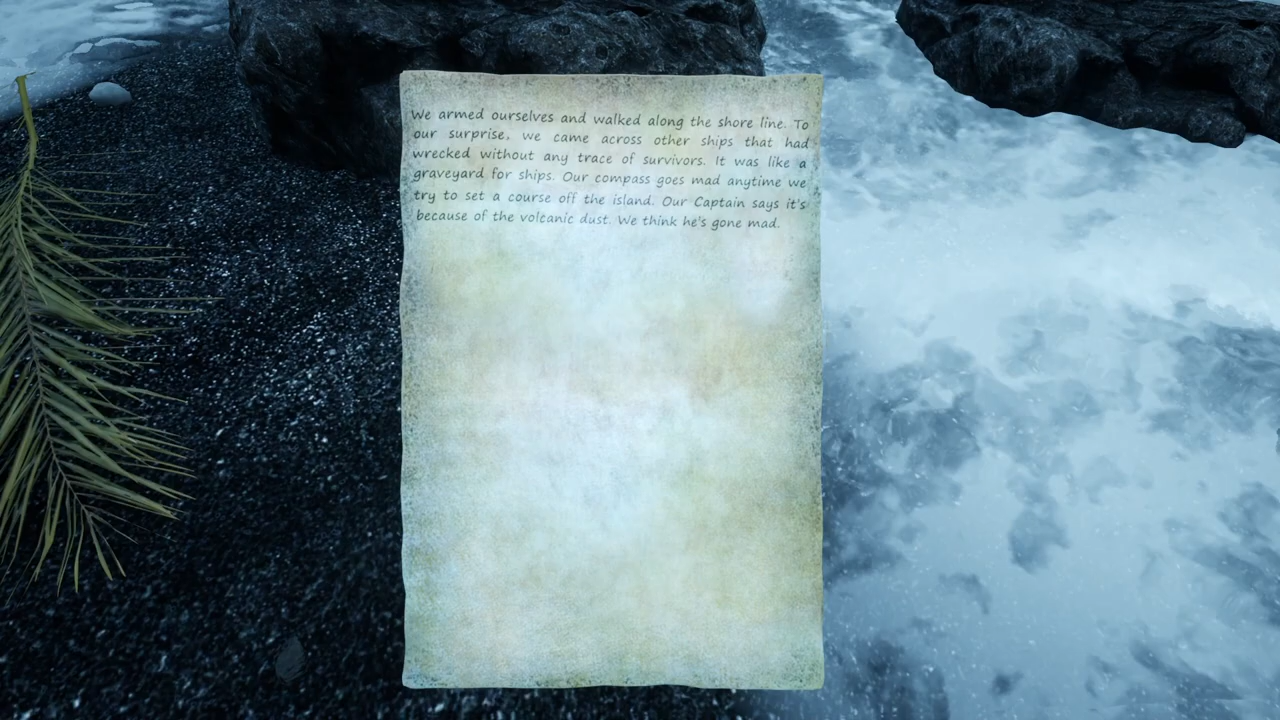 We armed ourselves and walked along the shore line. To
our surprise, we came across other ships that had
wrecked without any trace of survivors. It was like a
graveyard for ships. Our compass goes mad anytime we
try to set a course off the island. Our Captain says it's
because of the volcanic dust. We think he's gone mad.